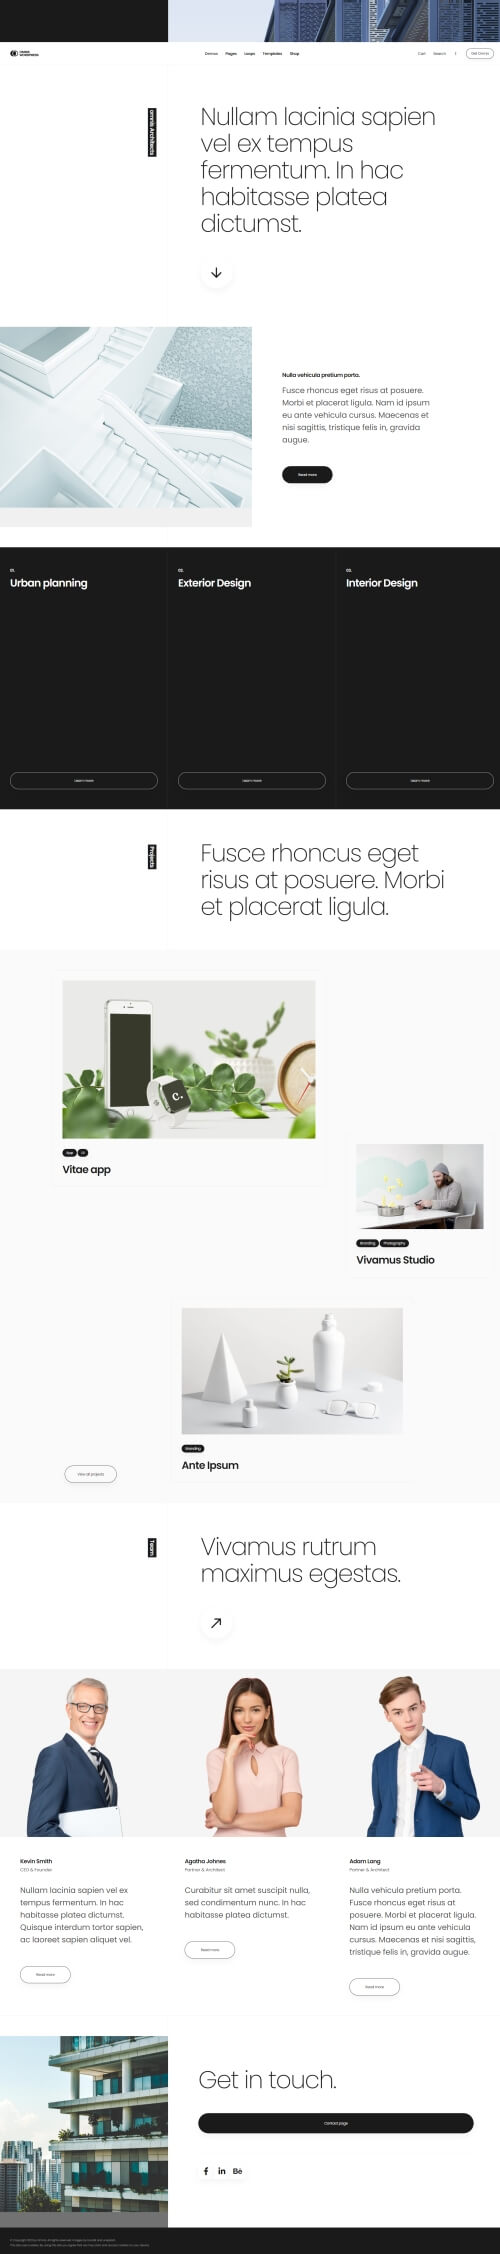 OMNIS
WORDPRESS
Demos Pages Loops Templates Shop
Cart Search
Get Omnis
Omnis Architects
Nullam lacinia sapien
vel ex tempus
fermentum. In hac
habitasse platea
dictumst.
Nulla vehicula pretium porta.
Fusce rhoncus eget risus at posuere.
Morbi et placerat ligula. Nam id ipsum
eu ante vehicula cursus. Maecenas et
nisi sagittis, tristique felis in, gravida
augue.
Read more
01.
Urban planning
Learn more
02.
Exterior Design
Learn more
03.
Interior Design
Learn more
Projects
Fusce rhoncus eget
risus at posuere. Morbi
et placerat ligula.
c.
App UI
Vitae app
Branding Photography
Vivamus Studio
Branding
Ante Ipsum
View all projects
Team
Vivamus rutrum
maximus egestas.
Kevin Smith
CEO & Founder
Nullam lacinia sapien vel ex
tempus fermentum. In hac
habitasse platea dictumst.
Quisque interdum tortor sapien,
ac laoreet sapien aliquet vel.
Read more
Agatha Johnes
Partner & Architect
Curabitur sit amet suscipit nulla,
sed condimentum nunc. In hac
habitasse platea dictumst.
Read more
Adam Lang
Partner & Architect
Nulla vehicula pretium porta.
Fusce rhoncus eget risus at
posuere. Morbi et placerat ligula.
Nam id ipsum eu ante vehicula
cursus. Maecenas et nisi sagittis,
tristique felis in, gravida augue.
Read more
Get in touch.
Contact page
f in Bē